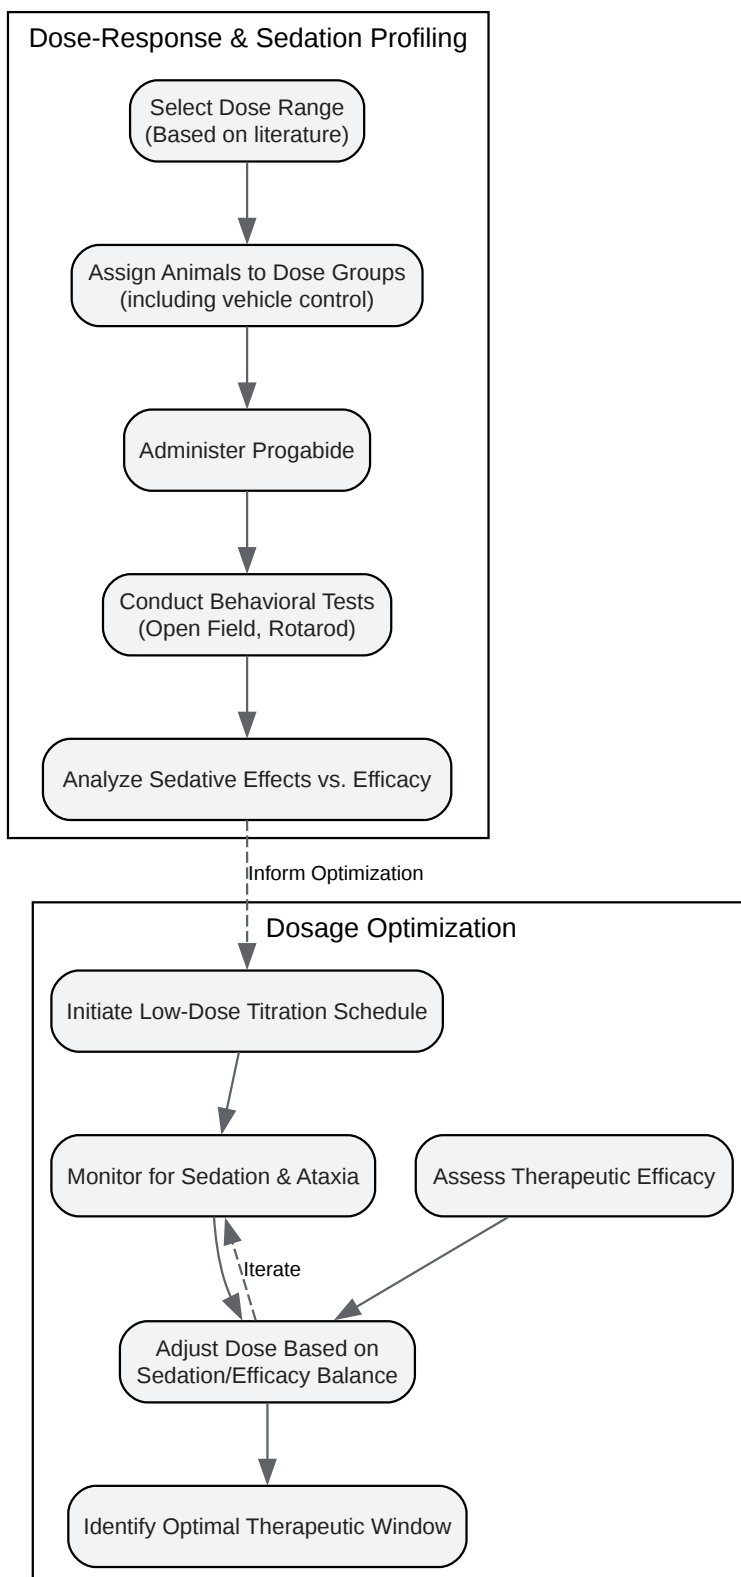 Dose-Response & Sedation Profiling
Select Dose Range
(Based on literature)
Assign Animals to Dose Groups
(including vehicle control)
Administer Progabide
Conduct Behavioral Tests
(Open Field, Rotarod)
Analyze Sedative Effects vs. Efficacy
Inform Optimization
Dosage Optimization
Initiate Low-Dose Titration Schedule
Monitor for Sedation & Ataxia
Assess Therapeutic Efficacy
Iterate
Adjust Dose Based on
Sedation/Efficacy Balance
Identify Optimal Therapeutic Window